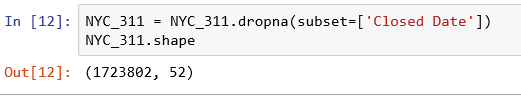 In [12]: NYC_311 = NYC_311.dropna(subset=['Closed Date'])
NYC_311.shape
Out[12]: (1723802, 52)